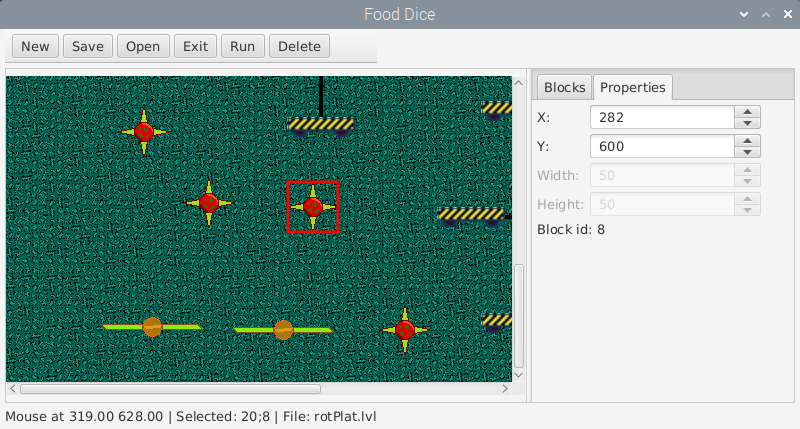 Food Dice
New Save Open Exit Run Delete
Blocks Properties
X: 282
Y: 600
Width: 50
Height: 50
Block id: 8
Mouse at 319.00 628.00 | Selected: 20;8 | File: rotPlat.lvl